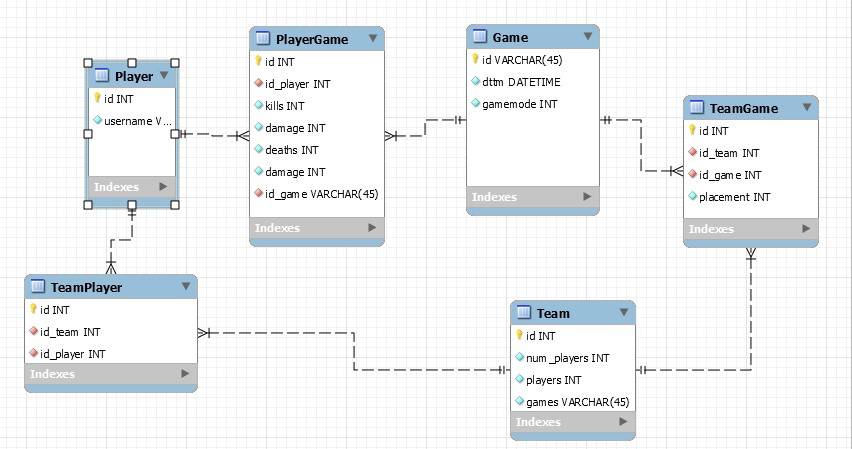 Player
id INT
username V...
Indexes
PlayerGame
id INT
id_player INT
kills INT
damage INT
deaths INT
damage INT
id_game VARCHAR(45)
Indexes
Game
id VARCHAR(45)
dttm DATETIME
gamemode INT
Indexes
TeamGame
id INT
id_team INT
id_game INT
placement INT
Indexes
TeamPlayer
id INT
id_team INT
id_player INT
Indexes
Team
id INT
num_players INT
players INT
games VARCHAR(45)
Indexes